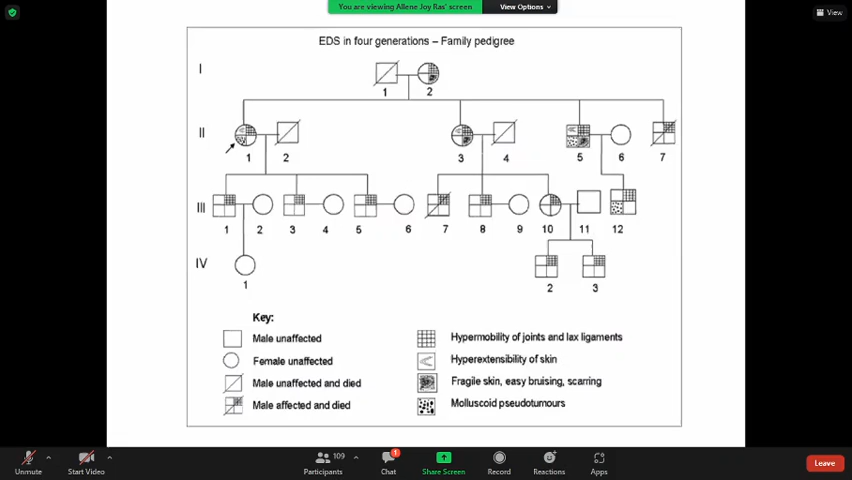 You are viewing Allene Joy Ras' screen
View Options
View
EDS in four generations – Family pedigree
I
1 2
II
1 2 3 4 5 6 7
III
1 2 3 4 5 6 7 8 9 10 11 12
IV
1 2 3
Key:
Male unaffected
Female unaffected
Male unaffected and died
Male affected and died
Hypermobility of joints and lax ligaments
Hyperextensibility of skin
Fragile skin, easy bruising, scarring
Molluscoid pseudotumours
109
1
Unmute
Start Video
Participants
Chat
Share Screen
Record
Reactions
Apps
Leave